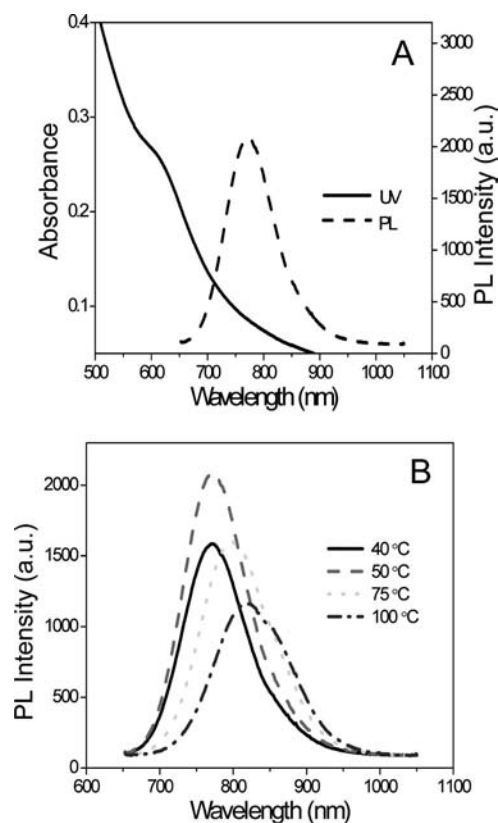 A
0.4
0.3
0.2
0.1
Absorbance
3000
2500
2000
1500
1000
500
0
PL Intensity (a.u.)
UV
PL
500 600 700 800 900 1000 1100
Wavelength (nm)
B
2000
1500
1000
500
0
PL Intensity (a.u.)
40 °C
50 °C
75 °C
100 °C
600 700 800 900 1000 1100
Wavelength (nm)